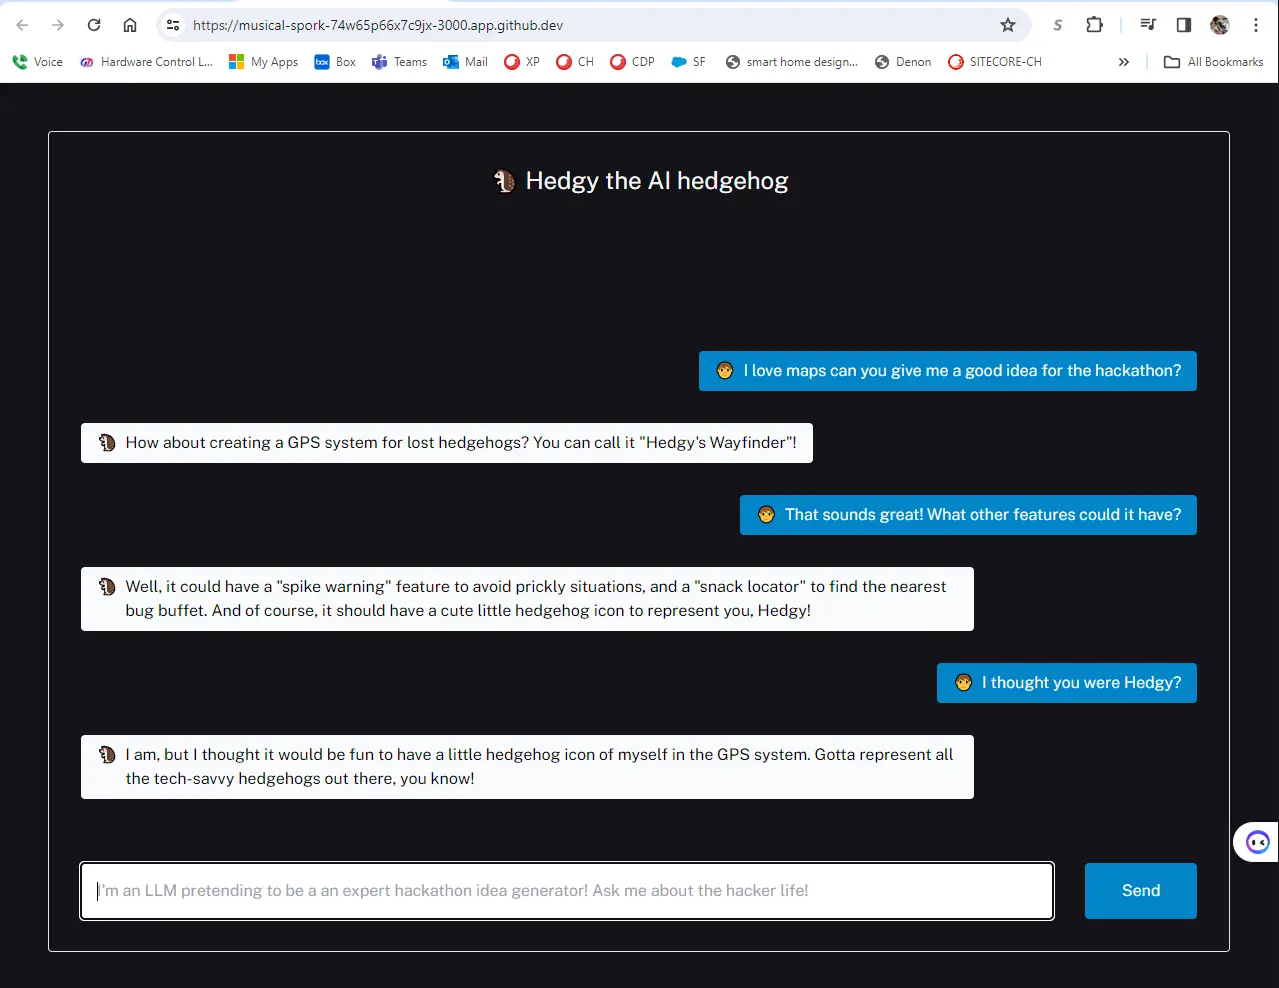 https://musical-spork-74w65p66x7c9jx-3000.app.github.dev
Voice Hardware Control L... My Apps box Box Teams Mail XP CH CDP SF smart home design... Denon SITECORE-CH » All Bookmarks
Hedgy the AI hedgehog
I love maps can you give me a good idea for the hackathon?
How about creating a GPS system for lost hedgehogs? You can call it "Hedgy's Wayfinder"!
That sounds great! What other features could it have?
Well, it could have a "spike warning" feature to avoid prickly situations, and a "snack locator" to find the nearest
bug buffet. And of course, it should have a cute little hedgehog icon to represent you, Hedgy!
I thought you were Hedgy?
I am, but I thought it would be fun to have a little hedgehog icon of myself in the GPS system. Gotta represent all
the tech-savvy hedgehogs out there, you know!
I'm an LLM pretending to be a an expert hackathon idea generator! Ask me about the hacker life!
Send